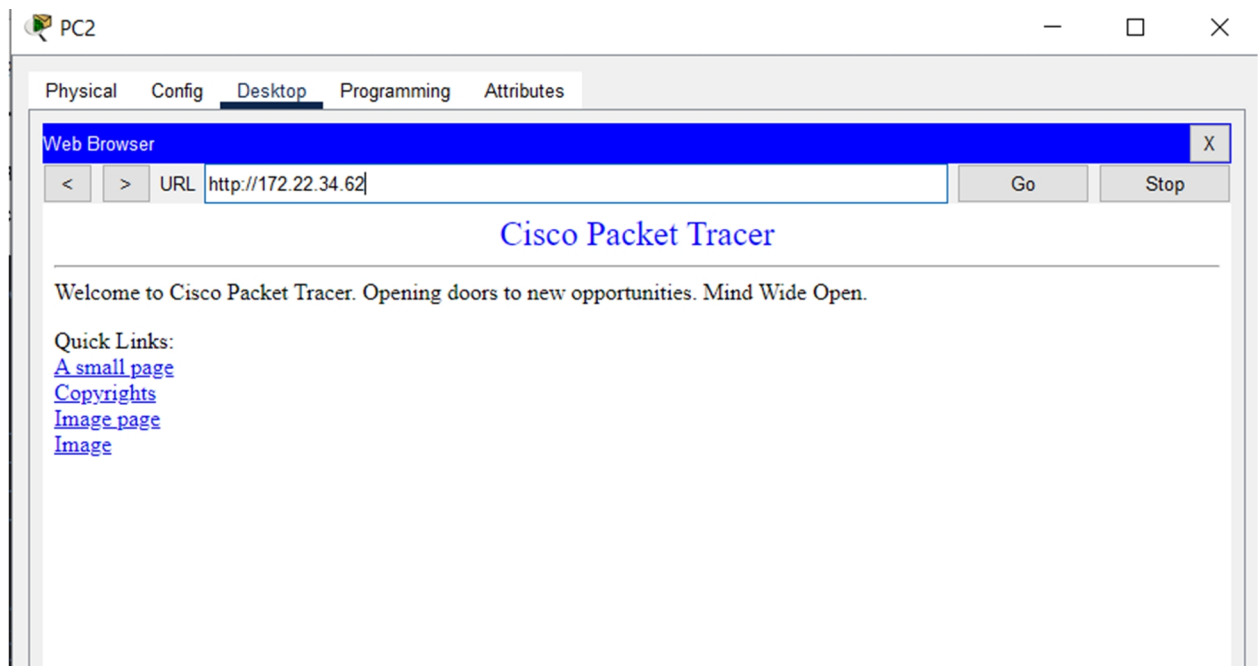 PC2
Physical Config Desktop Programming Attributes
Web Browser X
< > URL http://172.22.34.62 Go Stop
Cisco Packet Tracer
Welcome to Cisco Packet Tracer. Opening doors to new opportunities. Mind Wide Open.
Quick Links:
A small page
Copyrights
Image page
Image